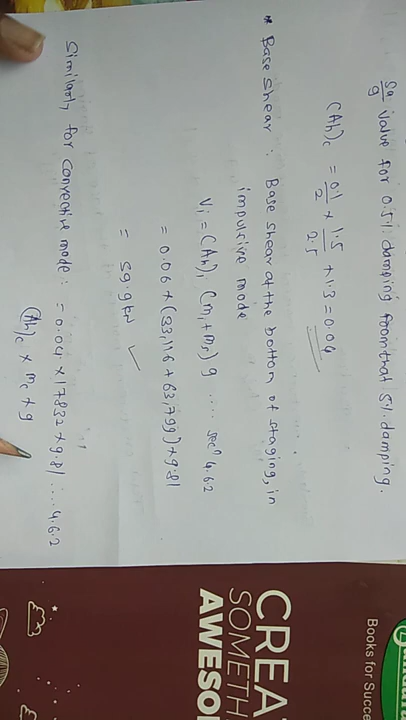 Sa/g value for 0.5% damping from that 5% damping.
(Ah)c = 0.1/2 × 1.5/2.5 × 1.3 = 0.04
* Base shear : Base shear at the bottom of staging, in
impulsive mode
Vi = (Ah)i (mi + ms) g .... secn 4.6.2
= 0.06 × (33,116 + 63,799) × 9.81
= 59.9 kN ✓
Similarly for convective mode : = 0.04 × 17832 × 9.81 .... 4.6.2
(Ah)c × mc × g
Books for Succe
CREA
SOMETH
AWESO